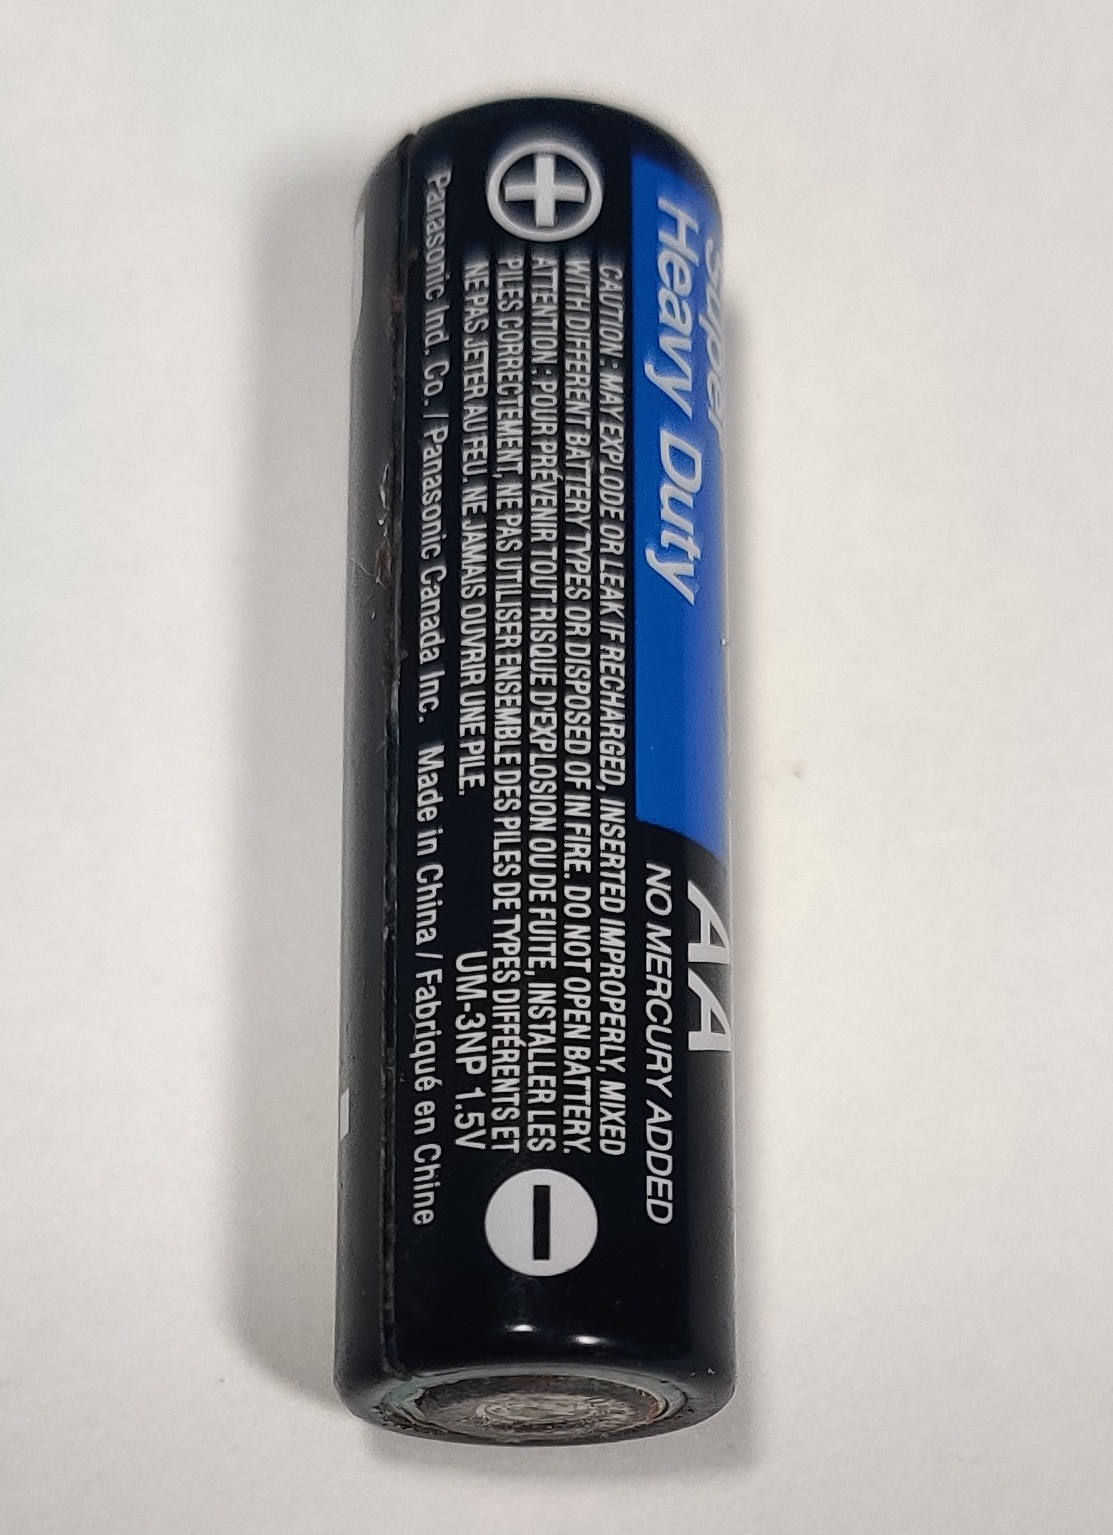 Super
Heavy Duty
AA
NO MERCURY ADDED
CAUTION : MAY EXPLODE OR LEAK IF RECHARGED, INSERTED IMPROPERLY, MIXED
WITH DIFFERENT BATTERY TYPES OR DISPOSED OF IN FIRE. DO NOT OPEN BATTERY.
ATTENTION : POUR PRÉVENIR TOUT RISQUE D'EXPLOSION OU DE FUITE, INSTALLER LES
PILES CORRECTEMENT, NE PAS UTILISER ENSEMBLE DES PILES DE TYPES DIFFÉRENTS ET
NE PAS JETER AU FEU. NE JAMAIS OUVRIR UNE PILE.
UM-3NP 1.5V
Panasonic Ind. Co. / Panasonic Canada Inc. Made in China / Fabriqué en Chine